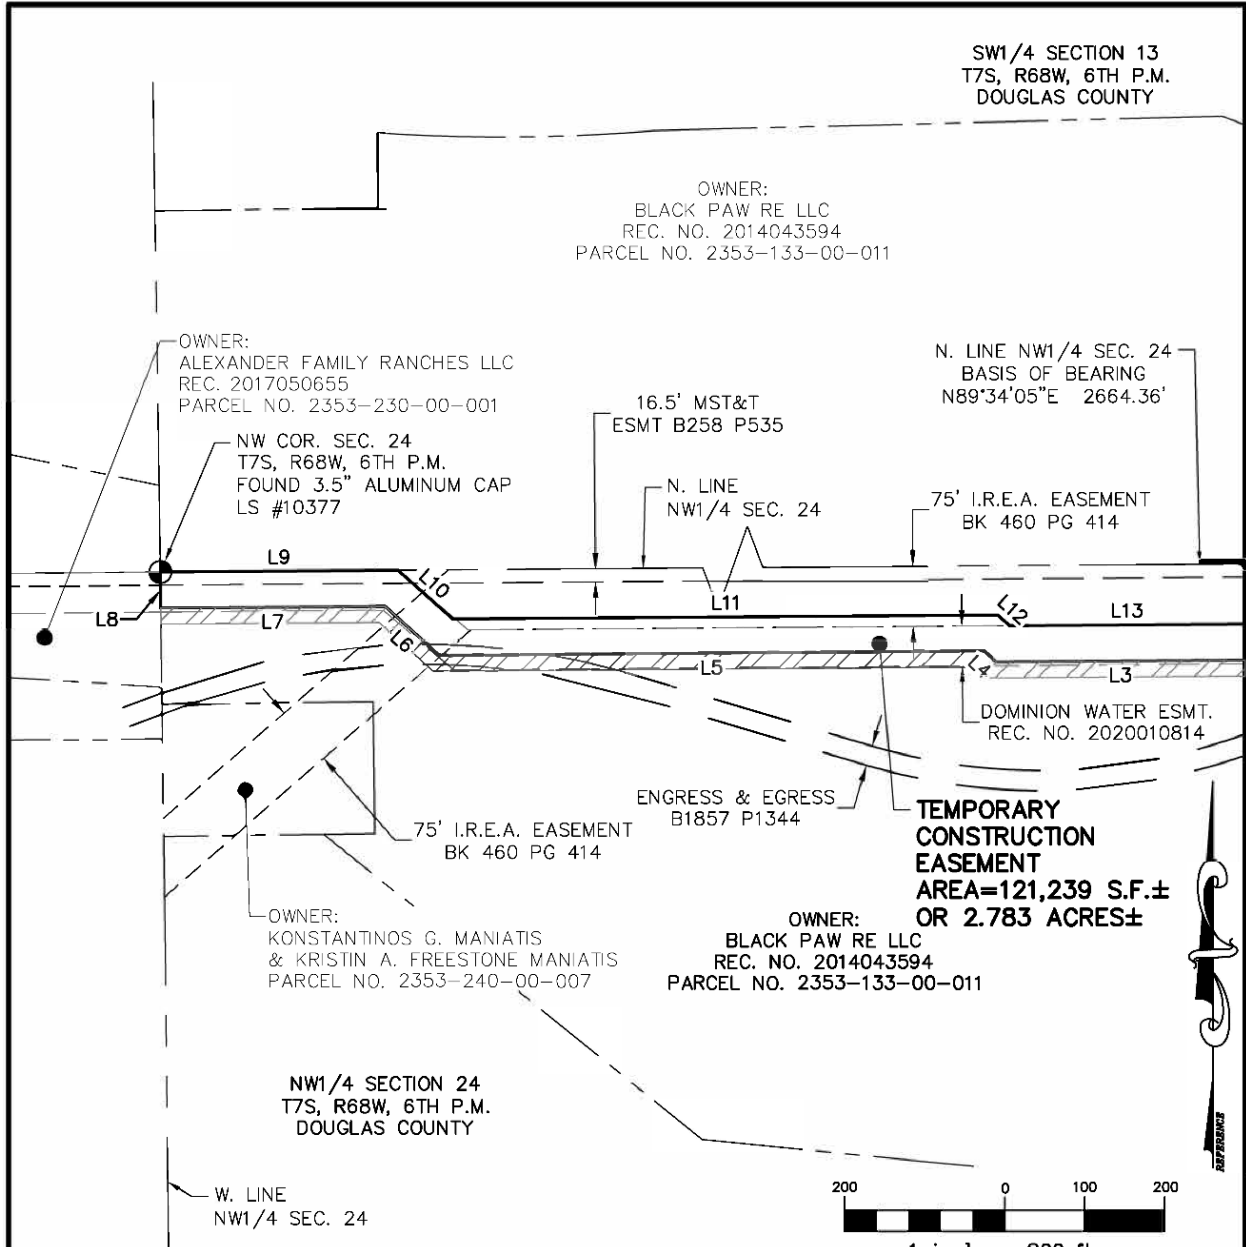 SW1/4 SECTION 13
T7S, R68W, 6TH P.M.
DOUGLAS COUNTY
OWNER:
BLACK PAW RE LLC
REC. NO. 2014043594
PARCEL NO. 2353-133-00-011
OWNER:
ALEXANDER FAMILY RANCHES LLC
REC. 2017050655
PARCEL NO. 2353-230-00-001
N. LINE NW1/4 SEC. 24
BASIS OF BEARING
N89°34'05"E 2664.36'
16.5' MST&T
ESMT B258 P535
NW COR. SEC. 24
T7S, R68W, 6TH P.M.
FOUND 3.5" ALUMINUM CAP
LS #10377
N. LINE
NW1/4 SEC. 24
75' I.R.E.A. EASEMENT
BK 460 PG 414
L9
L10
L11
L12
L13
L8
L7
L6
L5
L4
L3
DOMINION WATER ESMT.
REC. NO. 2020010814
ENGRESS & EGRESS
B1857 P1344
75' I.R.E.A. EASEMENT
BK 460 PG 414
TEMPORARY
CONSTRUCTION
EASEMENT
AREA=121,239 S.F.±
OR 2.783 ACRES±
OWNER:
KONSTANTINOS G. MANIATIS
& KRISTIN A. FREESTONE MANIATIS
PARCEL NO. 2353-240-00-007
OWNER:
BLACK PAW RE LLC
REC. NO. 2014043594
PARCEL NO. 2353-133-00-011
NW1/4 SECTION 24
T7S, R68W, 6TH P.M.
DOUGLAS COUNTY
REFERENCE
W. LINE
NW1/4 SEC. 24
200 0 100 200